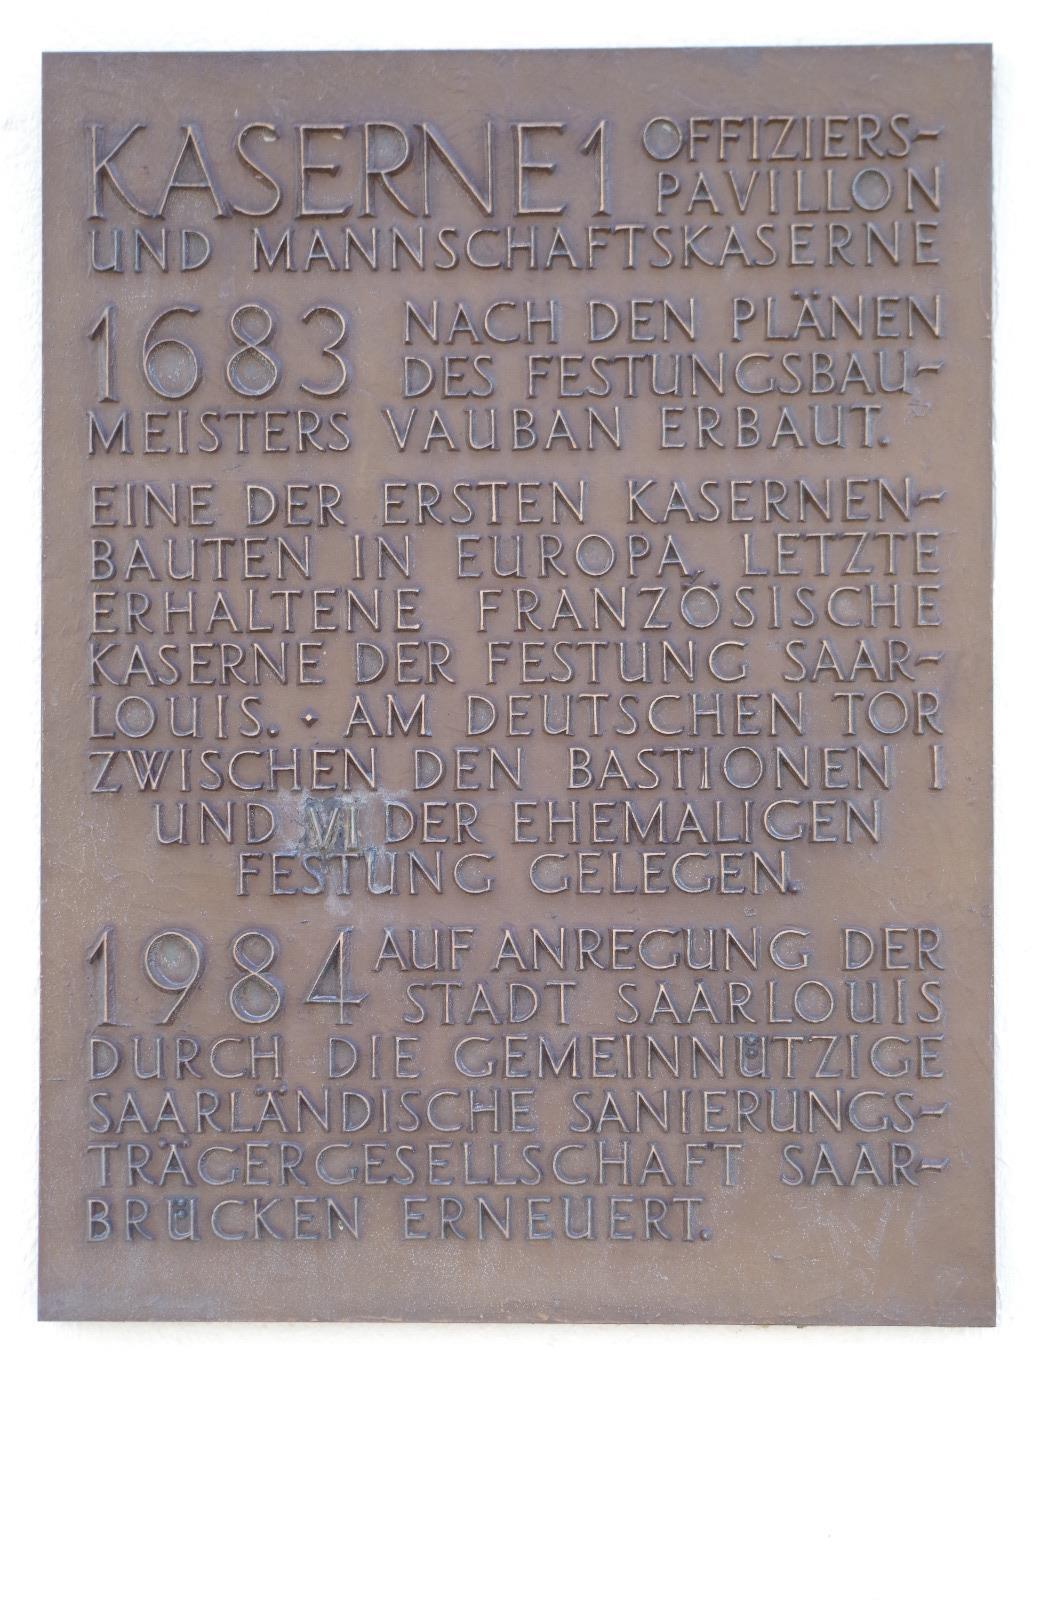 KASERNE 1 OFFIZIERS-
PAVILLON
UND MANNSCHAFTSKASERNE
1683 NACH DEN PLÄNEN
DES FESTUNGSBAU-
MEISTERS VAUBAN ERBAUT.
EINE DER ERSTEN KASERNEN-
BAUTEN IN EUROPA, LETZTE
ERHALTENE FRANZÖSISCHE
KASERNE DER FESTUNG SAAR-
LOUIS. · AM DEUTSCHEN TOR
ZWISCHEN DEN BASTIONEN I
UND VI DER EHEMALIGEN
FESTUNG GELEGEN.
1984 AUF ANREGUNG DER
STADT SAARLOUIS
DURCH DIE GEMEINNÜTZIGE
SAARLÄNDISCHE SANIERUNGS-
TRÄGERGESELLSCHAFT SAAR-
BRÜCKEN ERNEUERT.